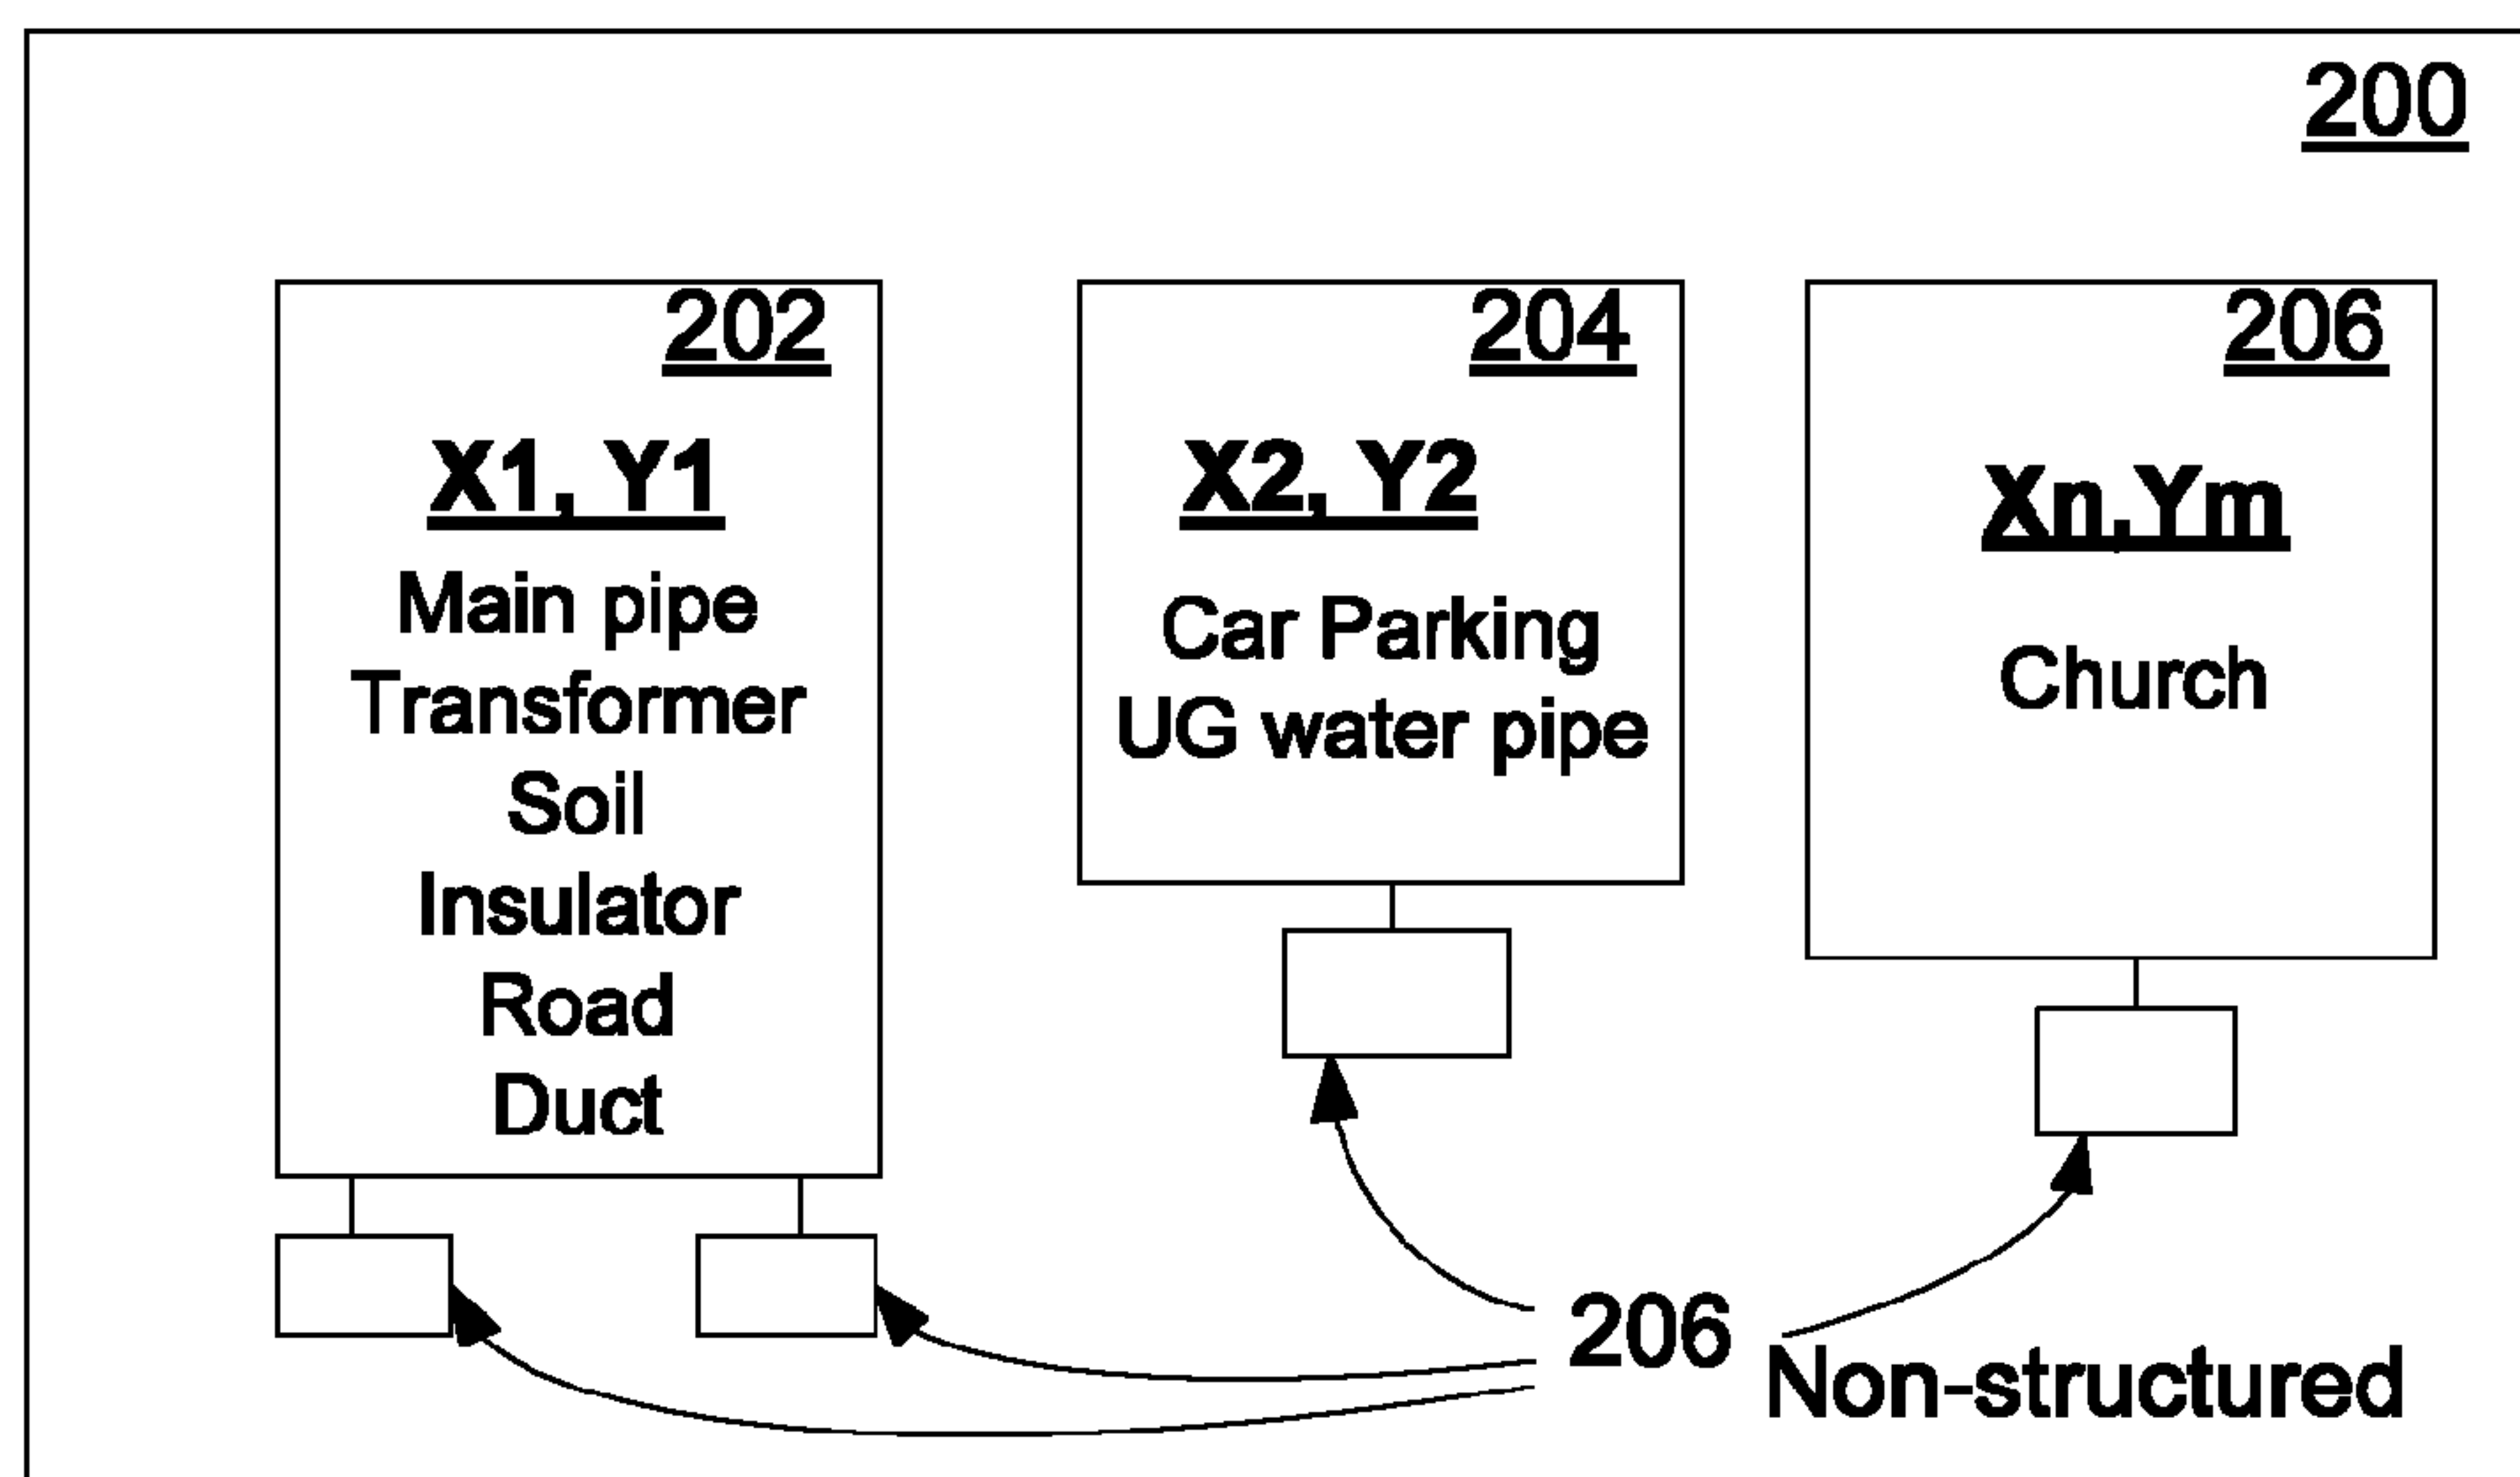 200
202
X1, Y1
Main pipe
Transformer
Soil
Insulator
Road
Duct
204
X2, Y2
Car Parking
UG water pipe
206
Xn,Ym
Church
206
Non-structured